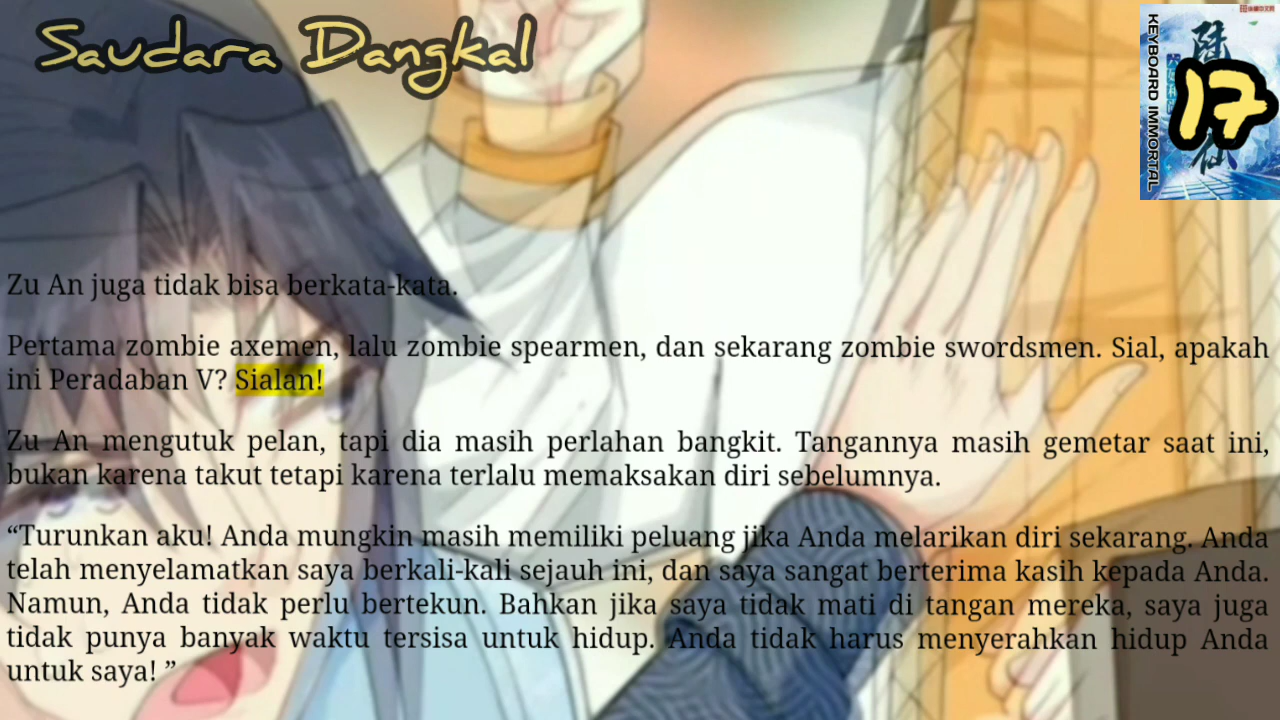 Saudara Dangkal
KEYBOARD IMMORTAL
陆
17
仙
Zu An juga tidak bisa berkata-kata.
Pertama zombie axemen, lalu zombie spearmen, dan sekarang zombie swordsmen. Sial, apakah
ini Peradaban V? Sialan!
Zu An mengutuk pelan, tapi dia masih perlahan bangkit. Tangannya masih gemetar saat ini,
bukan karena takut tetapi karena terlalu memaksakan diri sebelumnya.
“Turunkan aku! Anda mungkin masih memiliki peluang jika Anda melarikan diri sekarang. Anda
telah menyelamatkan saya berkali-kali sejauh ini, dan saya sangat berterima kasih kepada Anda.
Namun, Anda tidak perlu bertekun. Bahkan jika saya tidak mati di tangan mereka, saya juga
tidak punya banyak waktu tersisa untuk hidup. Anda tidak harus menyerahkan hidup Anda
untuk saya! ”